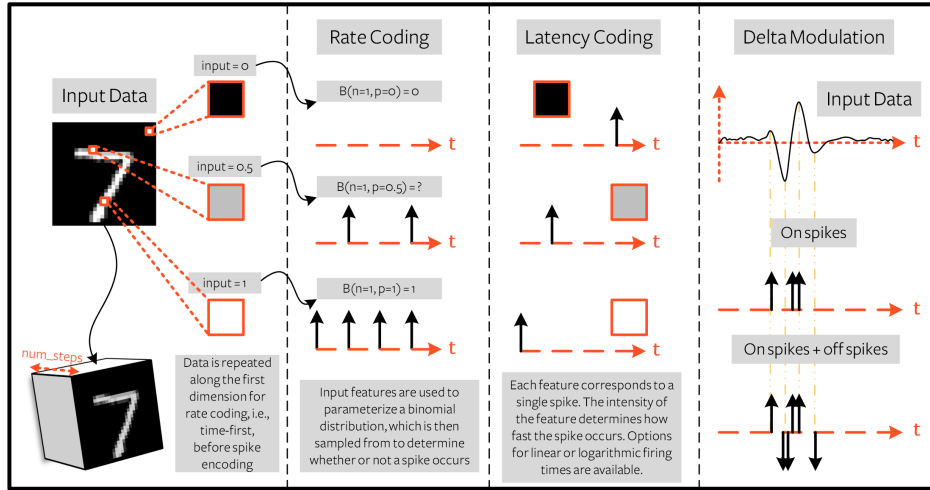 Input Data
input = 0
input = 0.5
input = 1
num_steps
Data is repeated
along the first
dimension for
rate coding, i.e.,
time-first,
before spike
encoding
Rate Coding
B(n=1, p=0) = 0
t
B(n=1, p=0.5) = ?
t
B(n=1, p=1) = 1
t
Input features are used to
parameterize a binomial
distribution, which is then
sampled from to determine
whether or not a spike occurs
Latency Coding
t
t
t
Each feature corresponds to a
single spike. The intensity of
the feature determines how
fast the spike occurs. Options
for linear or logarithmic firing
times are available.
Delta Modulation
Input Data
t
On spikes
t
On spikes + off spikes
t